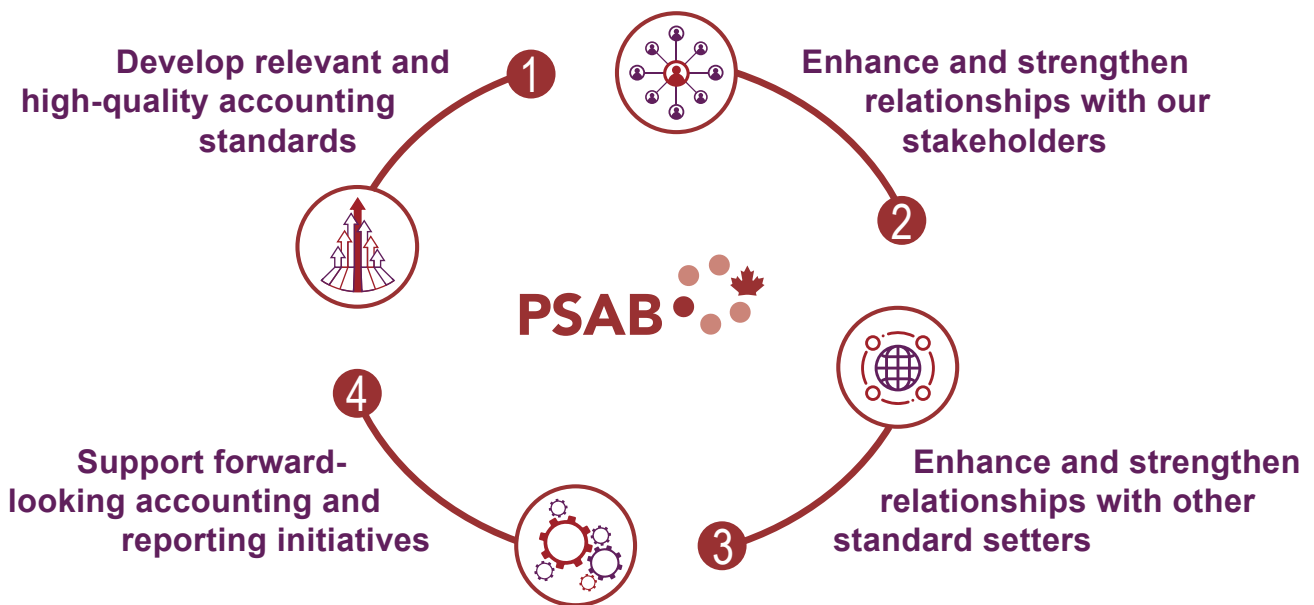 1
Develop relevant and
high-quality accounting
standards
Enhance and strengthen
relationships with our
stakeholders
2
PSAB
4
Support forward-
looking accounting and
reporting initiatives
3
Enhance and strengthen
relationships with other
standard setters